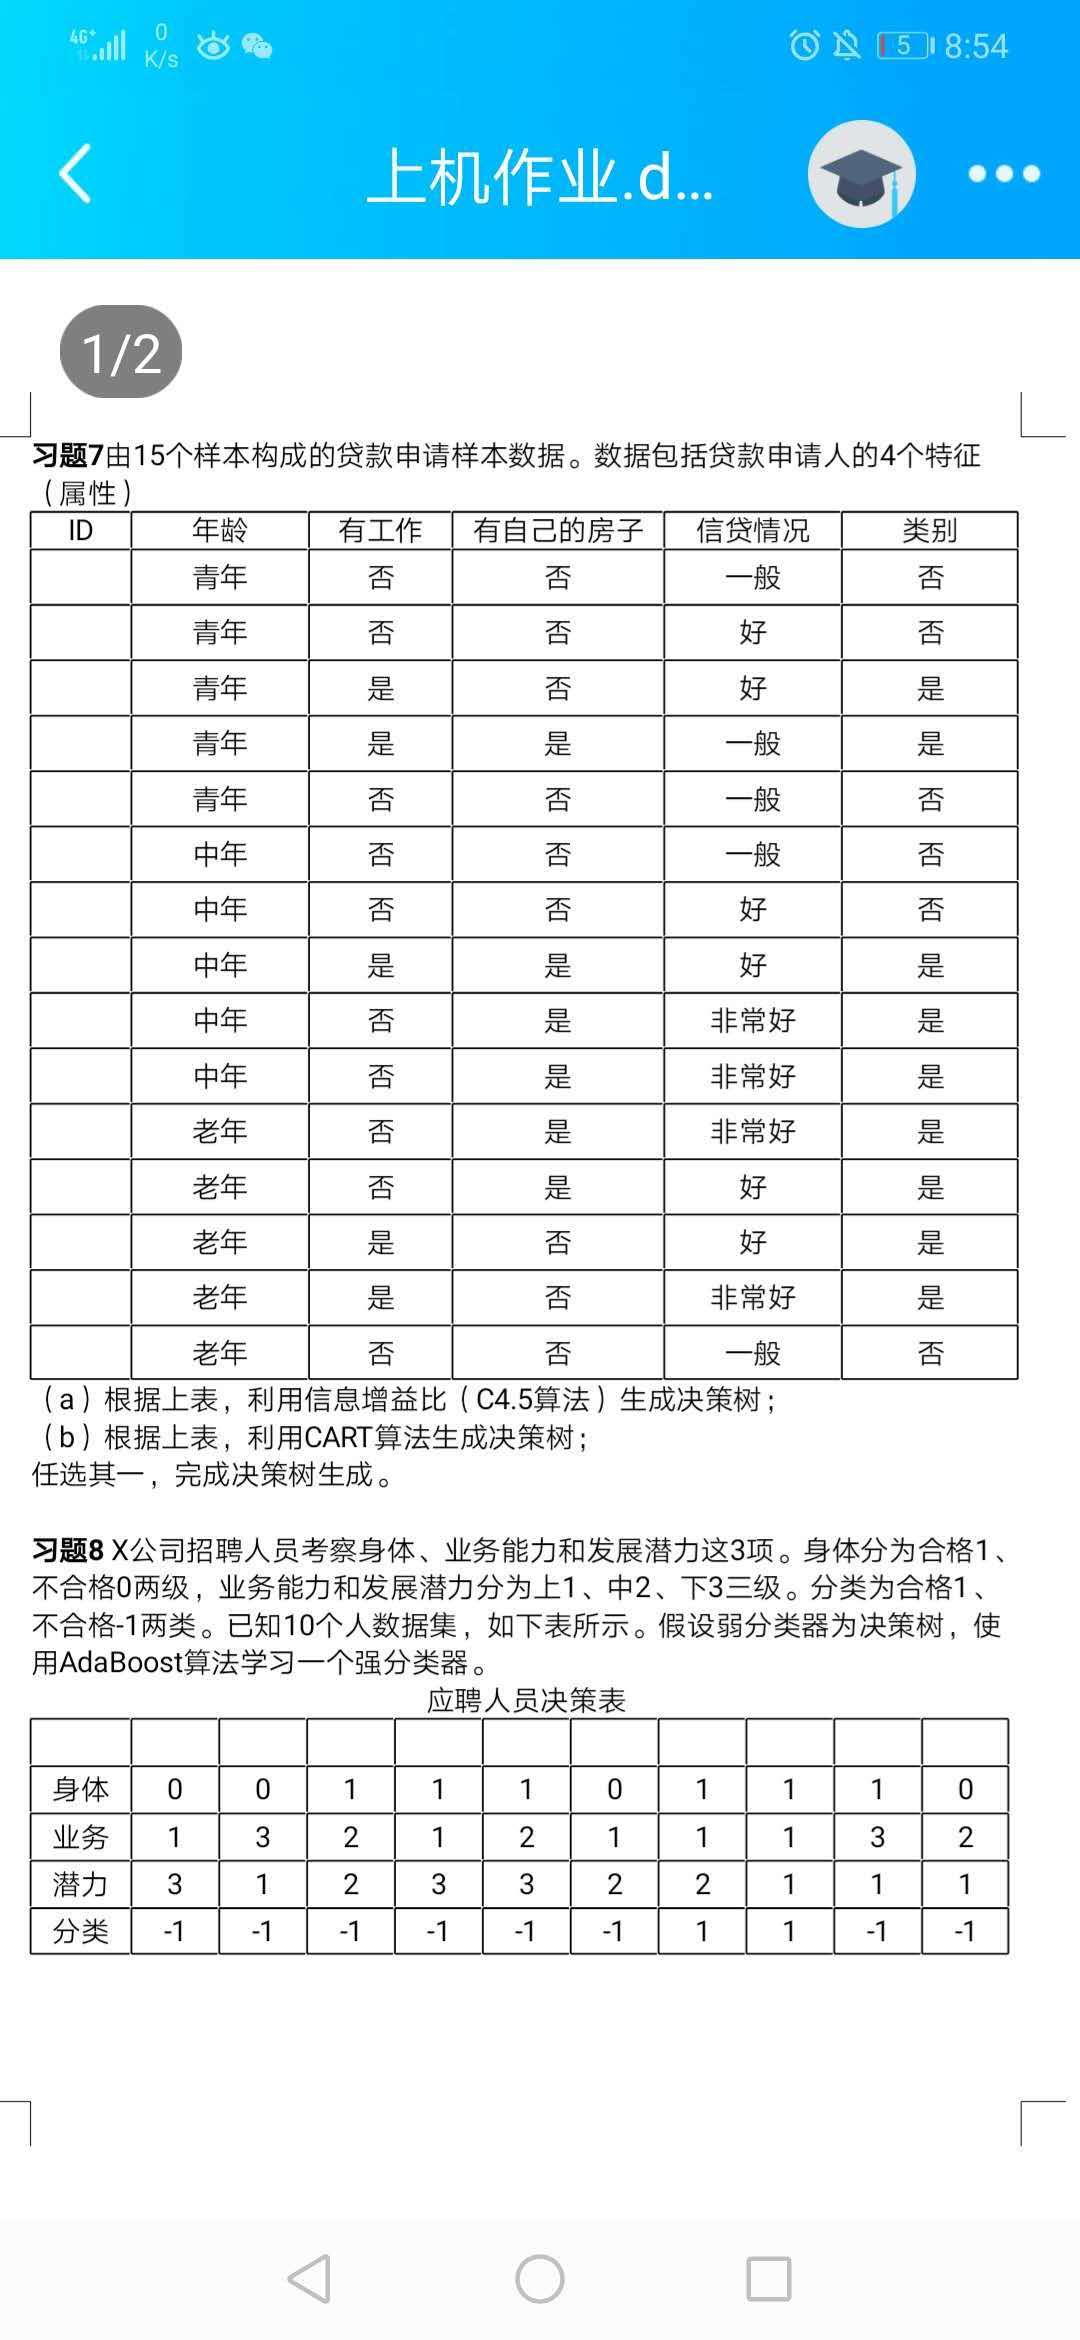 4G+ 0 K/s 5 8:54
上机作业.d...
1/2
习题7由15个样本构成的贷款申请样本数据。数据包括贷款申请人的4个特征
（属性）
ID 年龄 有工作 有自己的房子 信贷情况 类别
青年 否 否 一般 否
青年 否 否 好 否
青年 是 否 好 是
青年 是 是 一般 是
青年 否 否 一般 否
中年 否 否 一般 否
中年 否 否 好 否
中年 是 是 好 是
中年 否 是 非常好 是
中年 否 是 非常好 是
老年 否 是 非常好 是
老年 否 是 好 是
老年 是 否 好 是
老年 是 否 非常好 是
老年 否 否 一般 否
（a）根据上表，利用信息增益比（C4.5算法）生成决策树；
（b）根据上表，利用CART算法生成决策树；
任选其一，完成决策树生成。
习题8 X公司招聘人员考察身体、业务能力和发展潜力这3项。身体分为合格1、
不合格0两级，业务能力和发展潜力分为上1、中2、下3三级。分类为合格1、
不合格-1两类。已知10个人数据集，如下表所示。假设弱分类器为决策树，使
用AdaBoost算法学习一个强分类器。
应聘人员决策表
身体 0 0 1 1 1 0 1 1 1 0
业务 1 3 2 1 2 1 1 1 3 2
潜力 3 1 2 3 3 2 2 1 1 1
分类 -1 -1 -1 -1 -1 -1 1 1 -1 -1